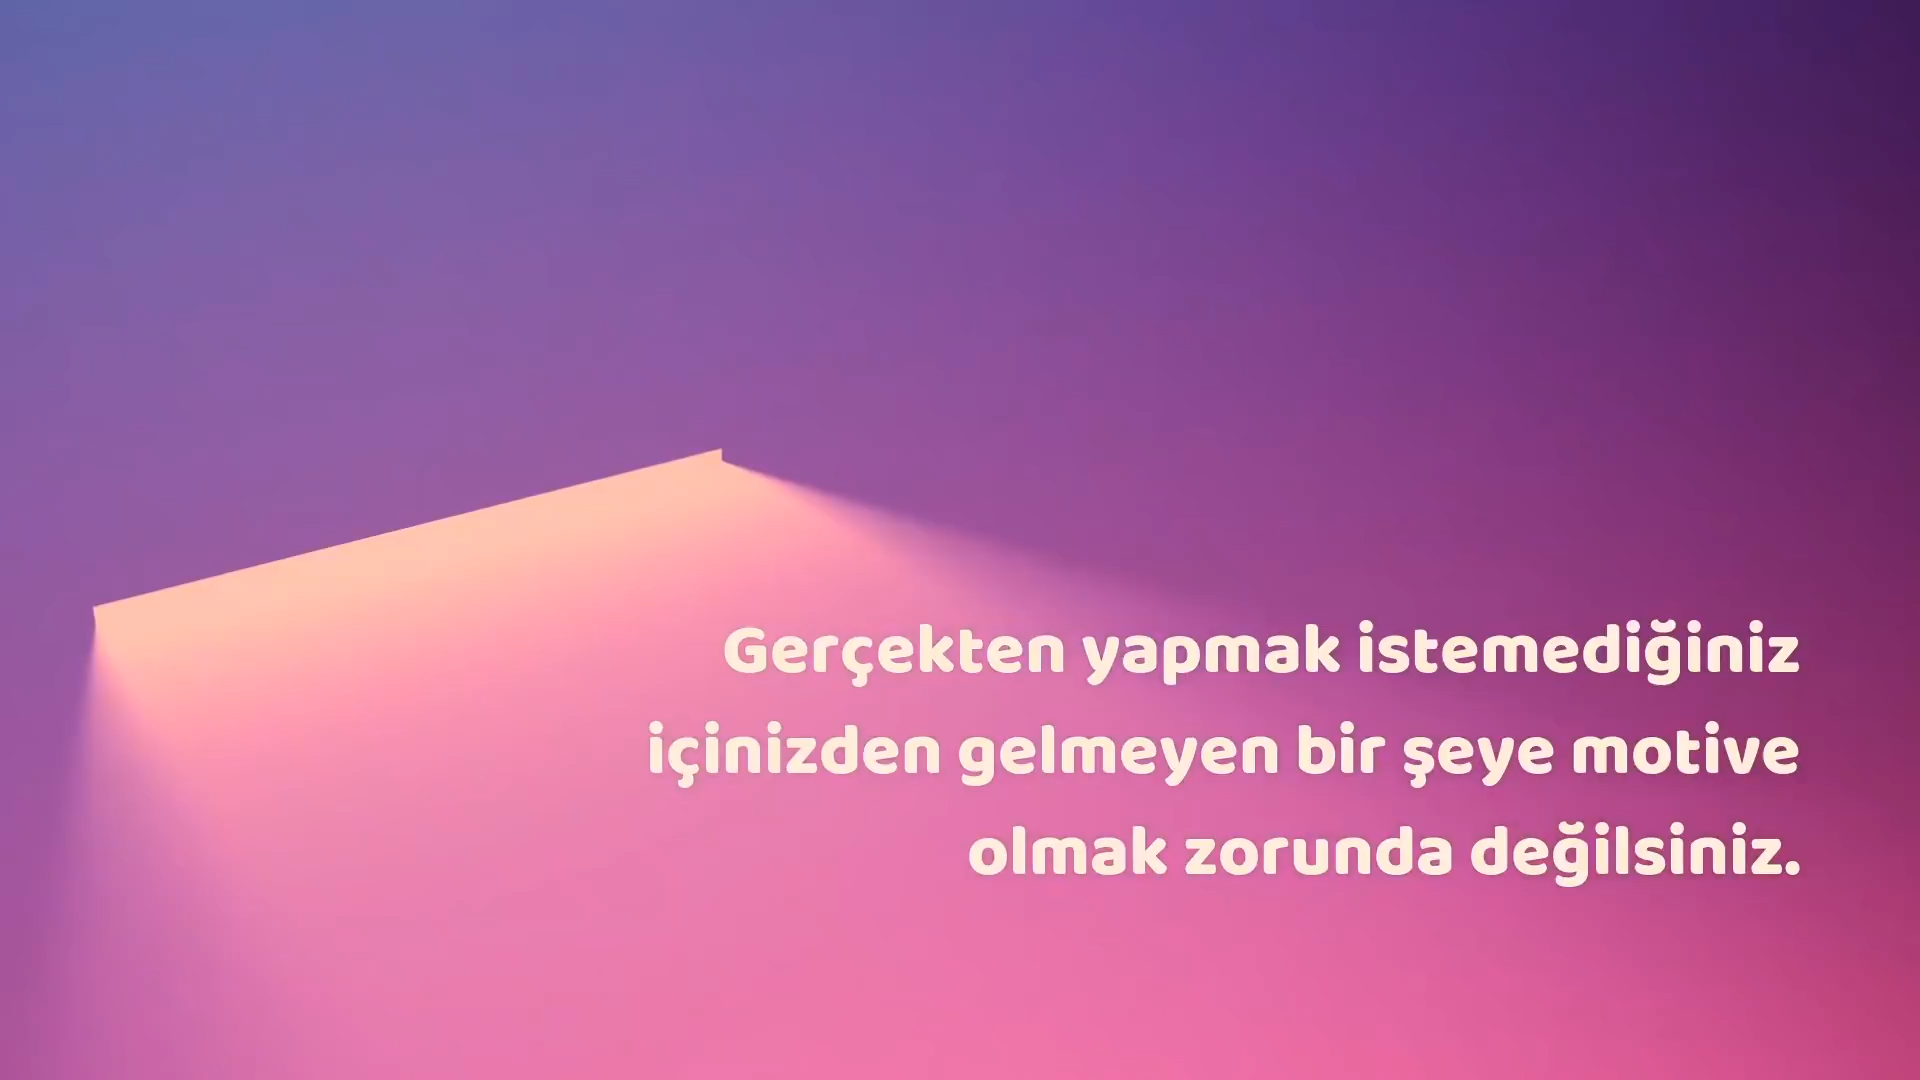 Gerçekten yapmak istemediğiniz
içinizden gelmeyen bir şeye motive
olmak zorunda değilsiniz.